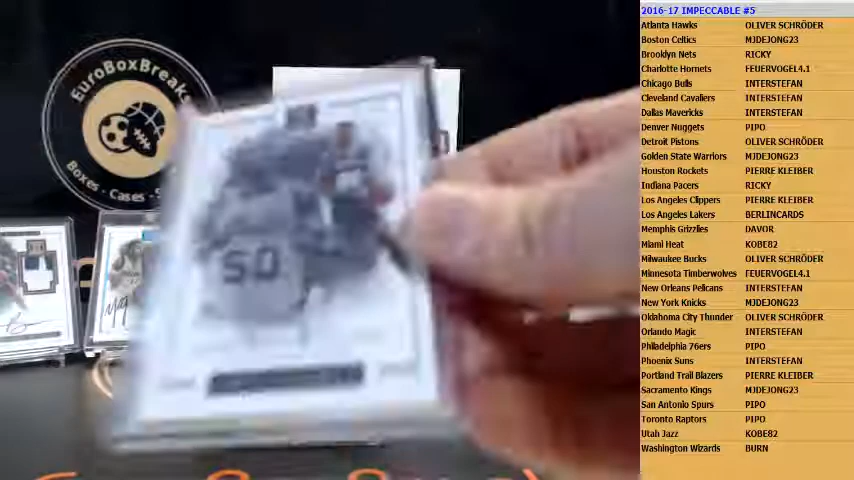 EuroBoxBreaks
Boxes - Cases - S
50
2016-17 IMPECCABLE #5
Atlanta Hawks OLIVER SCHRÖDER
Boston Celtics MJDEJONG23
Brooklyn Nets RICKY
Charlotte Hornets FEUERVOGEL4.1
Chicago Bulls INTERSTEFAN
Cleveland Cavaliers INTERSTEFAN
Dallas Mavericks INTERSTEFAN
Denver Nuggets PIPO
Detroit Pistons OLIVER SCHRÖDER
Golden State Warriors MJDEJONG23
Houston Rockets PIERRE KLEIBER
Indiana Pacers RICKY
Los Angeles Clippers PIERRE KLEIBER
Los Angeles Lakers BERLINCARDS
Memphis Grizzlies DAVOR
Miami Heat KOBE82
Milwaukee Bucks OLIVER SCHRÖDER
Minnesota Timberwolves FEUERVOGEL4.1
New Orleans Pelicans INTERSTEFAN
New York Knicks MJDEJONG23
Oklahoma City Thunder OLIVER SCHRÖDER
Orlando Magic INTERSTEFAN
Philadelphia 76ers PIPO
Phoenix Suns INTERSTEFAN
Portland Trail Blazers PIERRE KLEIBER
Sacramento Kings MJDEJONG23
San Antonio Spurs PIPO
Toronto Raptors PIPO
Utah Jazz KOBE82
Washington Wizards BURN